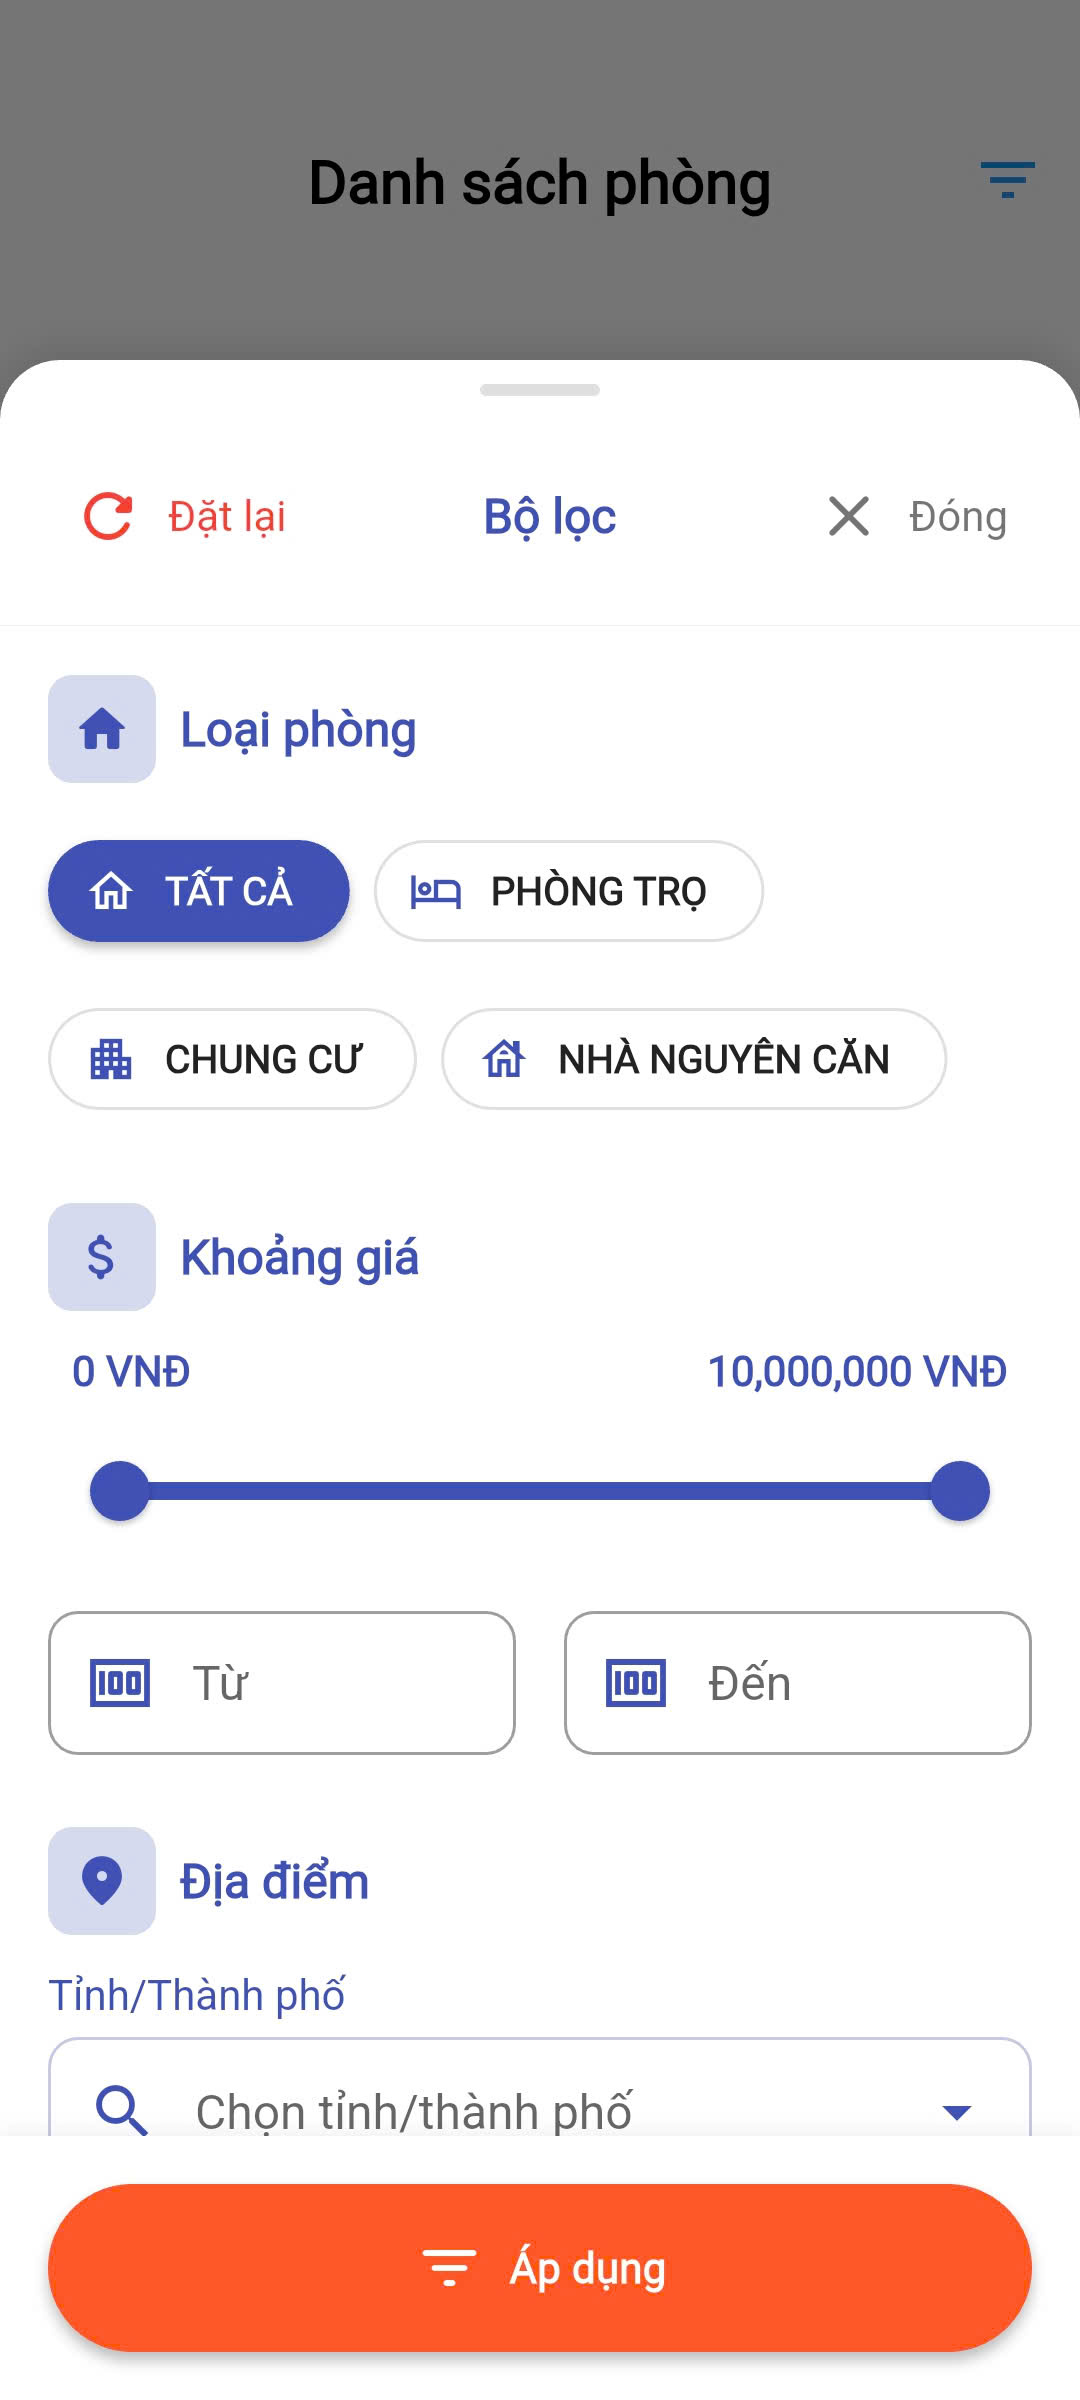 Danh sách phòng
Đặt lại
Bộ lọc
Đóng
Loại phòng
TẤT CẢ
PHÒNG TRỌ
CHUNG CƯ
NHÀ NGUYÊN CĂN
Khoảng giá
0 VNĐ
10,000,000 VNĐ
Từ
Đến
Địa điểm
Tỉnh/Thành phố
Chọn tỉnh/thành phố
Áp dụng